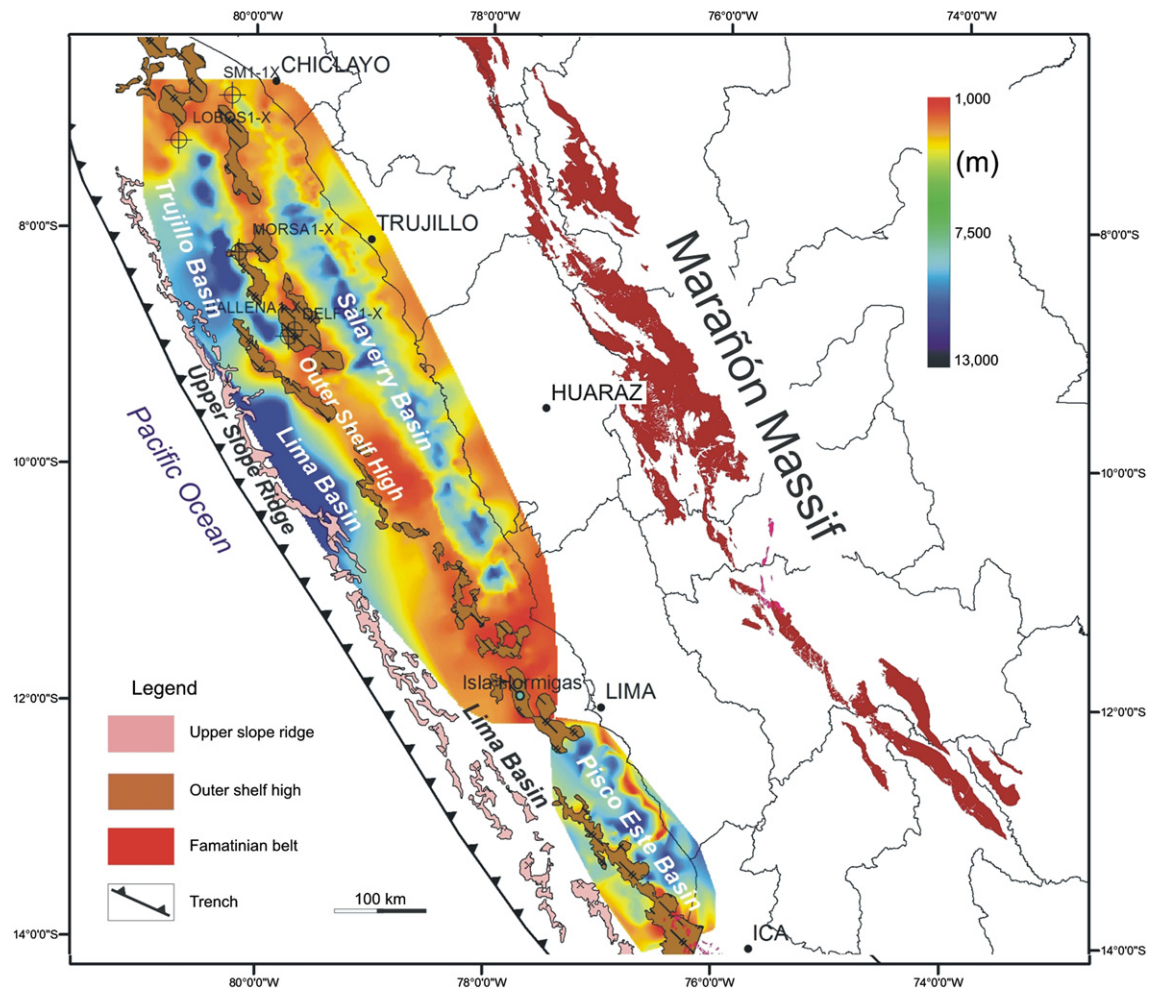 80°0'0"W
78°0'0"W
76°0'0"W
74°0'0"W
SM1-1X
CHICLAYO
LOBOS1-X
1,000
(m)
7,500
13,000
8°0'0"S
8°0'0"S
Trujillo Basin
MORSA1-X
TRUJILLO
Marañón Massif
ALLENA1-X
DELF
1-X
Salaverry Basin
HUARAZ
Outer Shelf High
Upper Slope Ridge
Pacific Ocean
Lima Basin
10°0'0"S
10°0'0"S
Isla Hormigas
LIMA
12°0'0"S
12°0'0"S
Lima Basin
Pisco Este Basin
Legend
Upper slope ridge
Outer shelf high
Famatinian belt
Trench
100 km
ICA
14°0'0"S
14°0'0"S
80°0'0"W
78°0'0"W
76°0'0"W
74°0'0"W